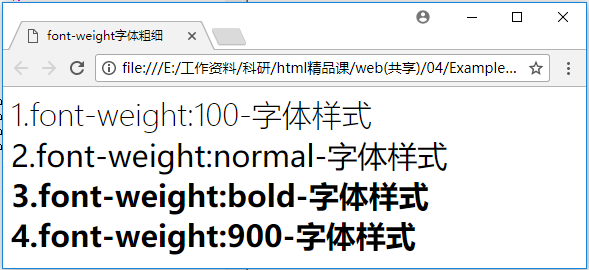 font-weight字体粗细
file:///E:/工作资料/科研/html精品课/web(共享)/04/Example...
1.font-weight:100-字体样式
2.font-weight:normal-字体样式
3.font-weight:bold-字体样式
4.font-weight:900-字体样式